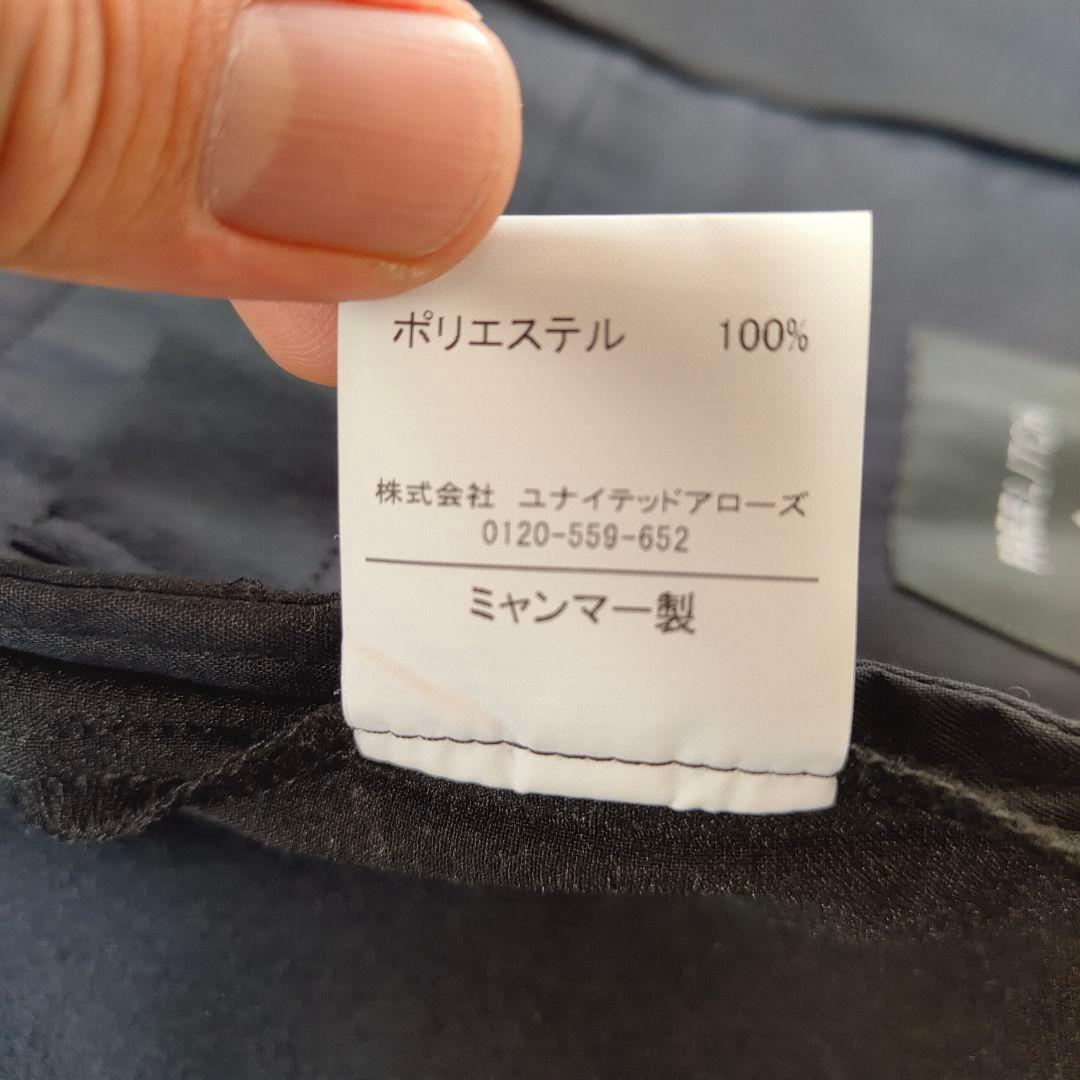 ポリエステル 100%
株式会社 ユナイテッドアローズ
0120-559-652
ミャンマー製